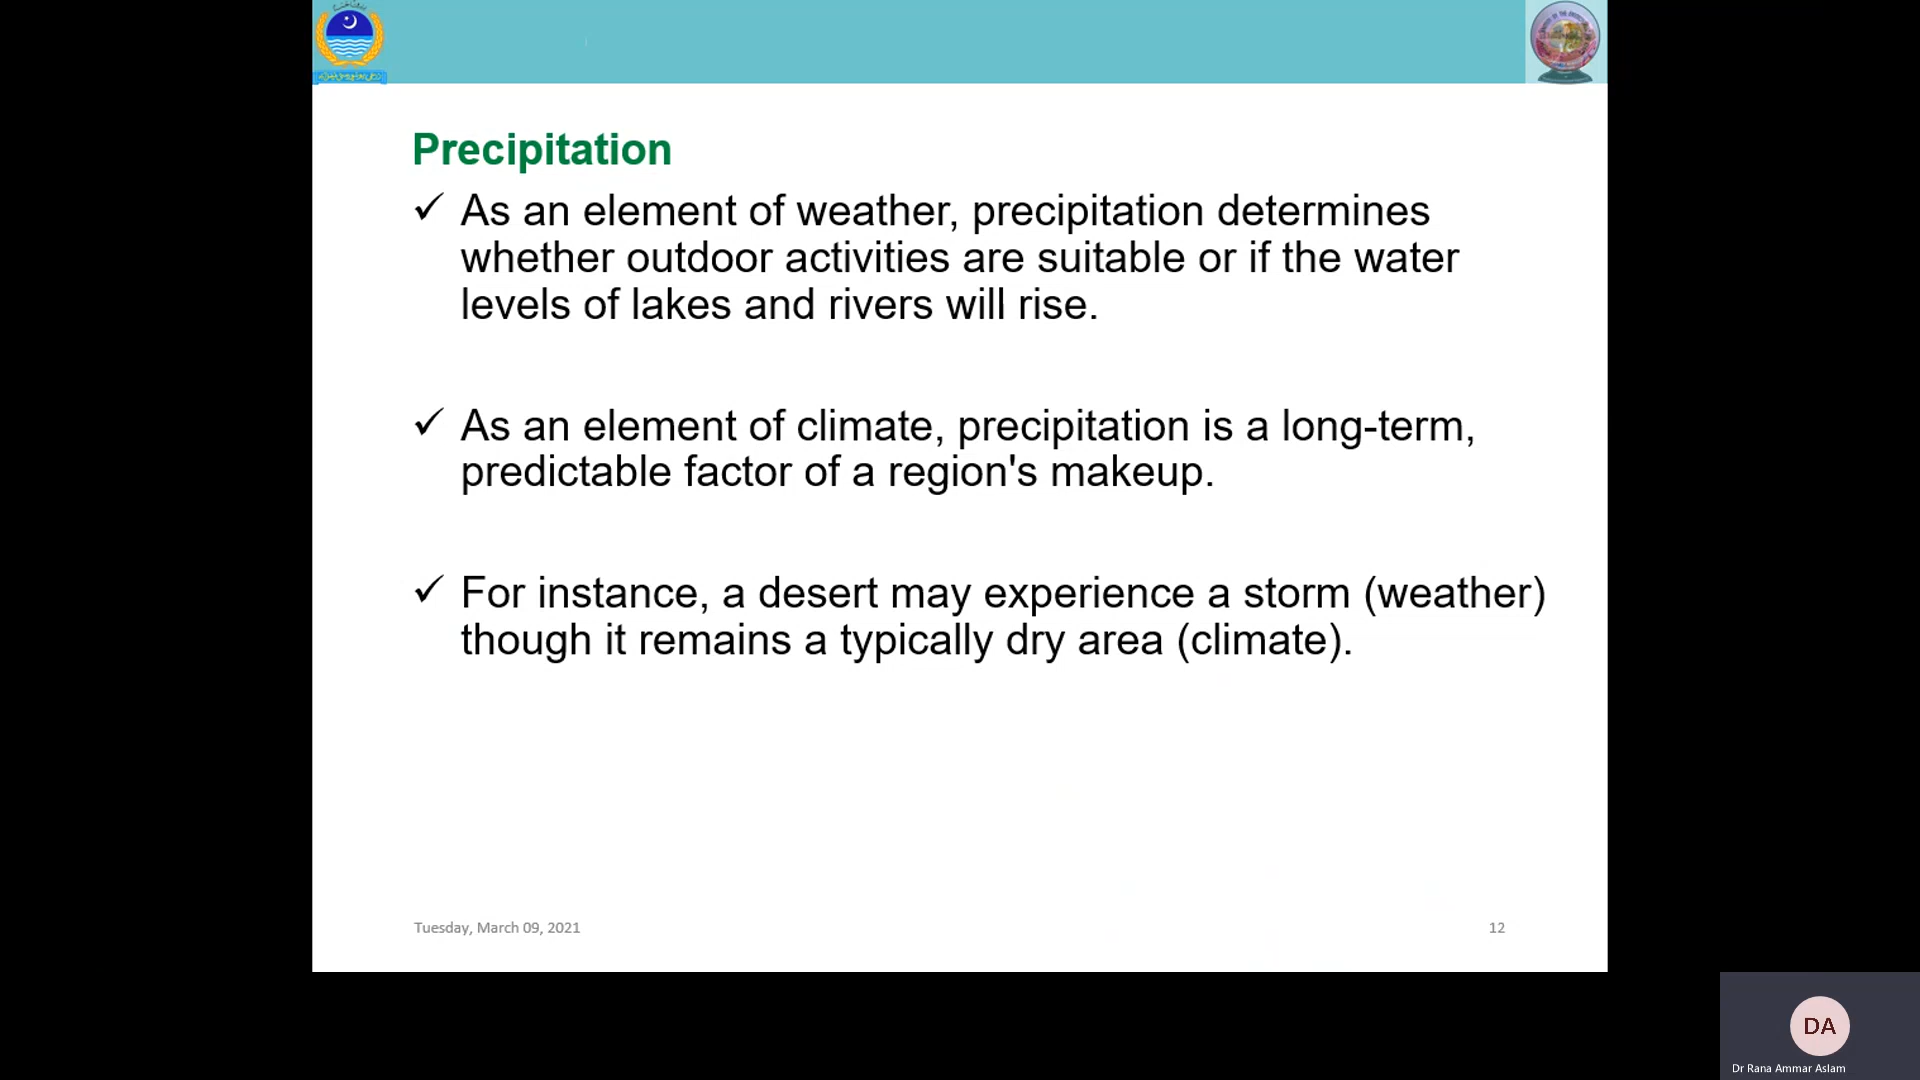 Precipitation
✓ As an element of weather, precipitation determines
whether outdoor activities are suitable or if the water
levels of lakes and rivers will rise.
✓ As an element of climate, precipitation is a long-term,
predictable factor of a region's makeup.
✓ For instance, a desert may experience a storm (weather)
though it remains a typically dry area (climate).
Tuesday, March 09, 2021
12
DA
Dr Rana Ammar Aslam